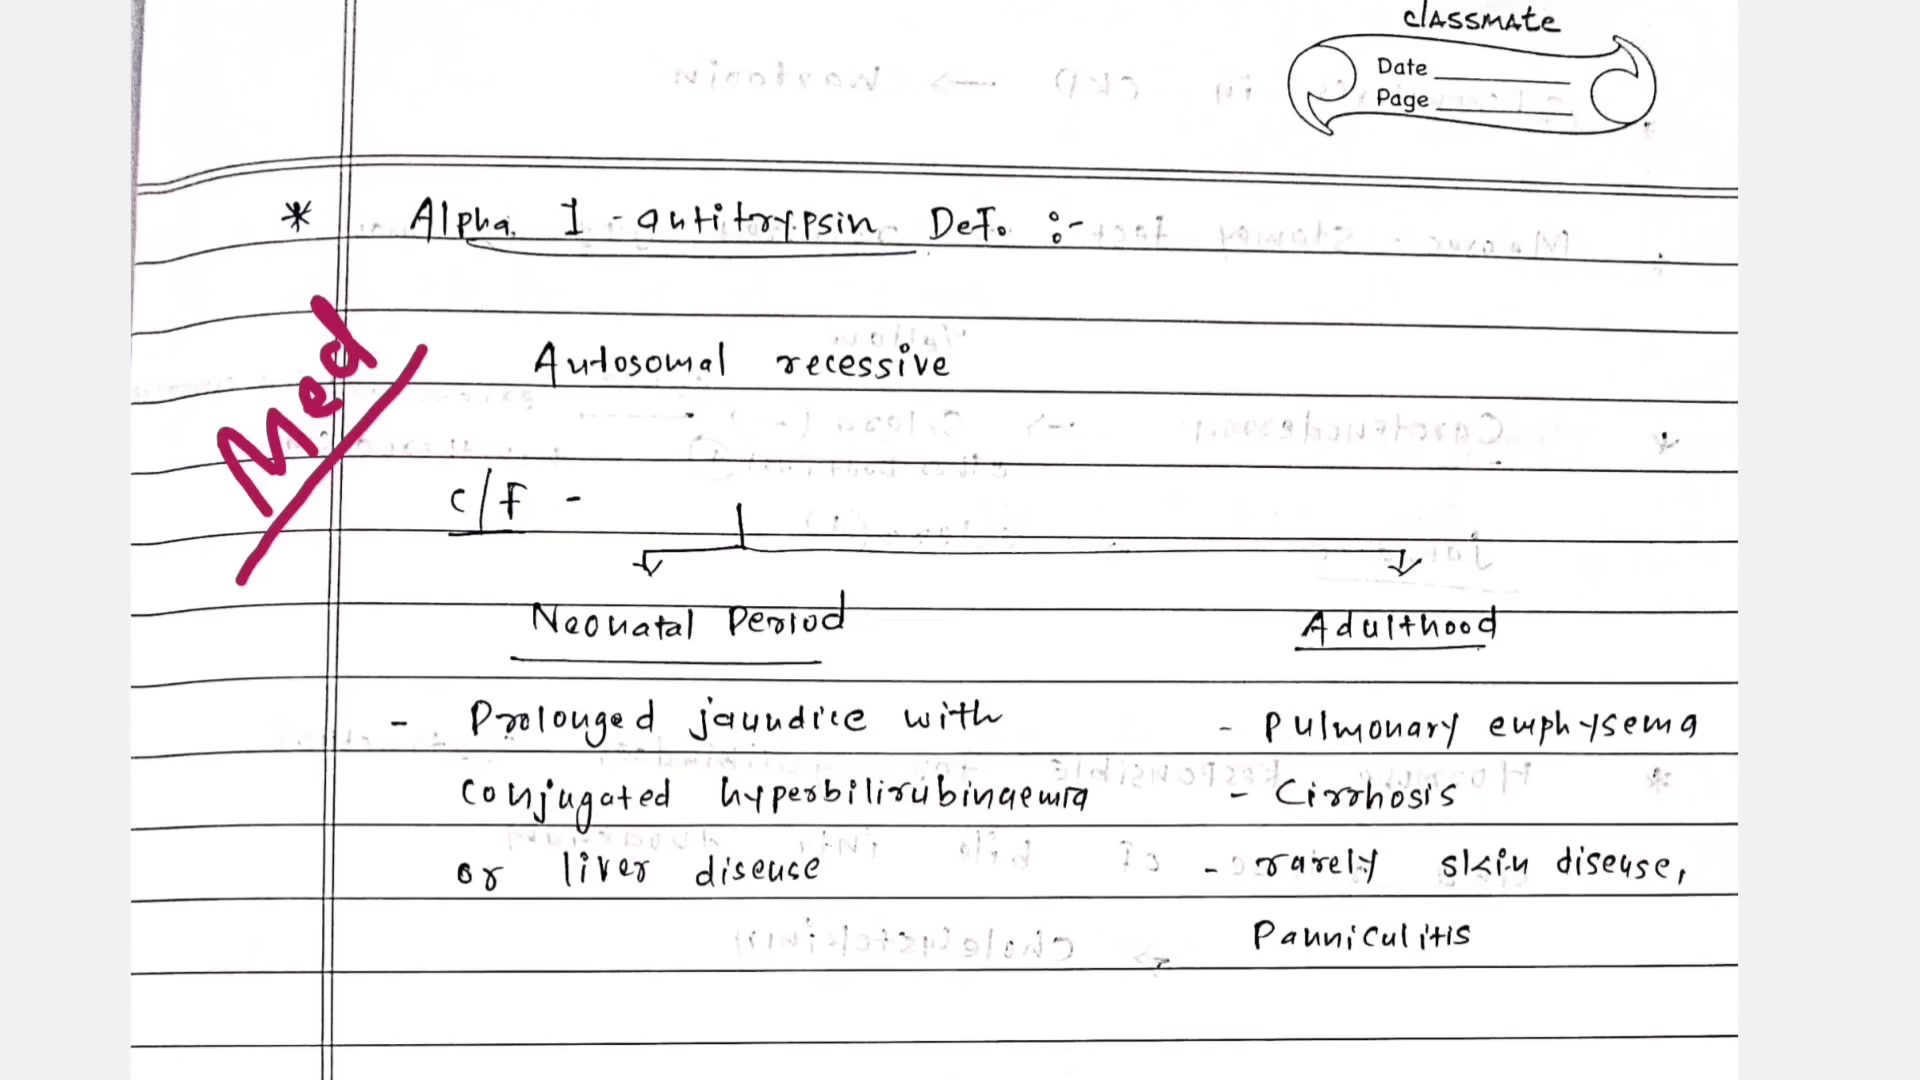 classmate
Date
Page
* Alpha 1 - antitrypsin Def. :-
Med
Autosomal recessive
C/F -
Neonatal Period
Adulthood
- Prolonged jaundice with
conjugated hyperbilirubinaemia
or liver disease
- Pulmonary emphysema
- Cirrhosis
- rarely skin disease,
Panniculitis